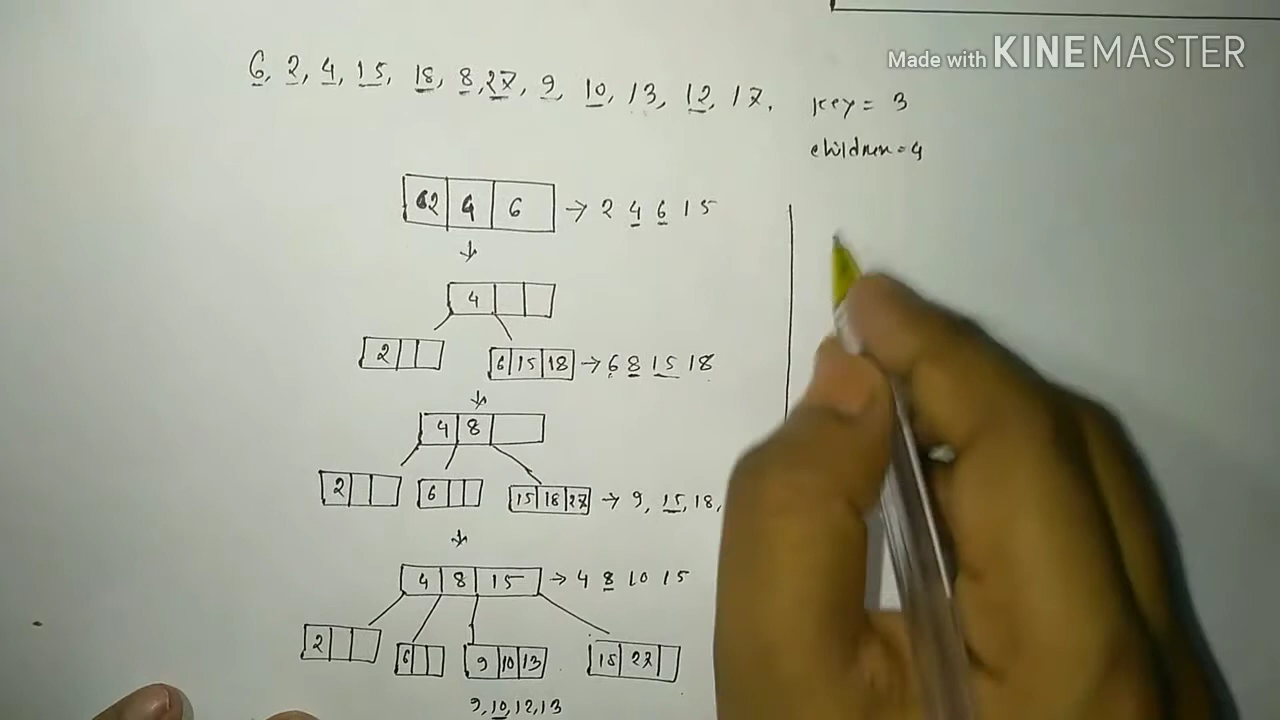 Made with KINEMASTER
6, 2, 4, 15, 18, 8, 27, 9, 10, 13, 12, 17.
key = 3
children = 4
2 4 6 → 2 4 6 15
4
2 6 15 18 → 6 8 15 18
4 8
2 6 15 18 27 → 9, 15, 18,
4 8 15 → 4 8 10 15
2 6 9 10 13 15 27
9, 10, 12, 13